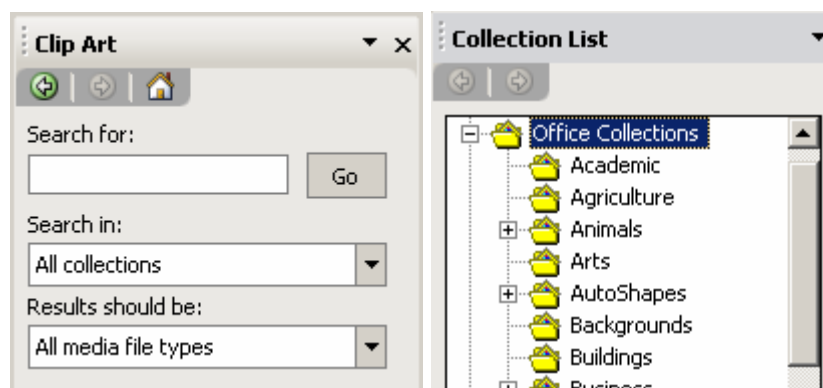 Clip Art
Search for:
Go
Search in:
All collections
Results should be:
All media file types
Collection List
Office Collections
Academic
Agriculture
Animals
Arts
AutoShapes
Backgrounds
Buildings
Business